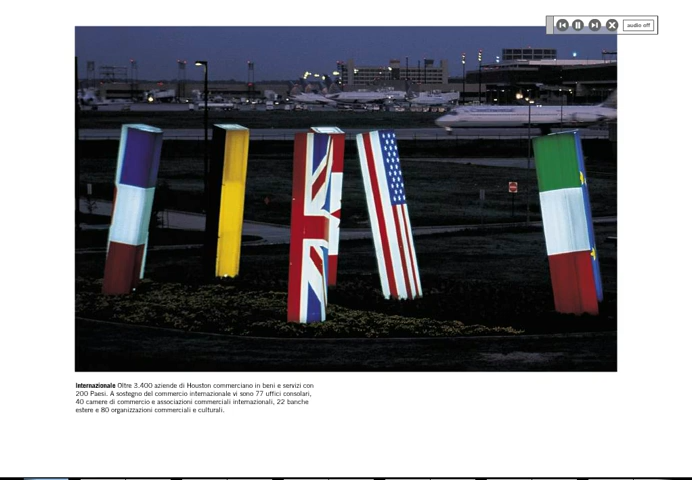 audio off
Internazionale Oltre 3.400 aziende di Houston commerciano in beni e servizi con
200 Paesi. A sostegno del commercio internazionale vi sono 77 uffici consolari,
40 camere di commercio e associazioni commerciali internazionali, 22 banche
estere e 80 organizzazioni commerciali e culturali.